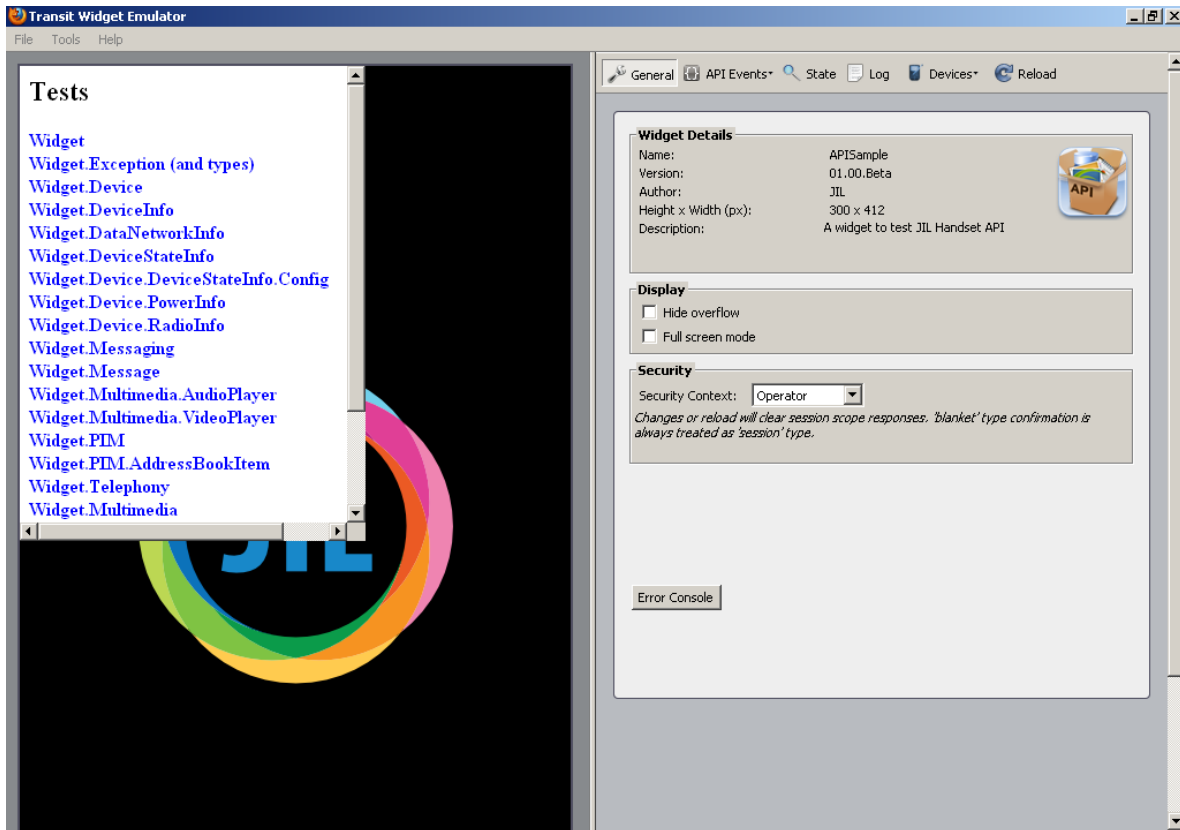 Transit Widget Emulator
File Tools Help
Tests
Widget
Widget.Exception (and types)
Widget.Device
Widget.DeviceInfo
Widget.DataNetworkInfo
Widget.DeviceStateInfo
Widget.Device.DeviceStateInfo.Config
Widget.Device.PowerInfo
Widget.Device.RadioInfo
Widget.Messaging
Widget.Message
Widget.Multimedia.AudioPlayer
Widget.Multimedia.VideoPlayer
Widget.PIM
Widget.PIM.AddressBookItem
Widget.Telephony
Widget.Multimedia
JIL
General API Events State Log Devices Reload
Widget Details
Name: APISample
Version: 01.00.Beta
Author: JIL
Height x Width (px): 300 x 412
Description: A widget to test JIL Handset API
API
Display
Hide overflow
Full screen mode
Security
Security Context: Operator
Changes or reload will clear session scope responses. 'blanket' type confirmation is
always treated as 'session' type.
Error Console